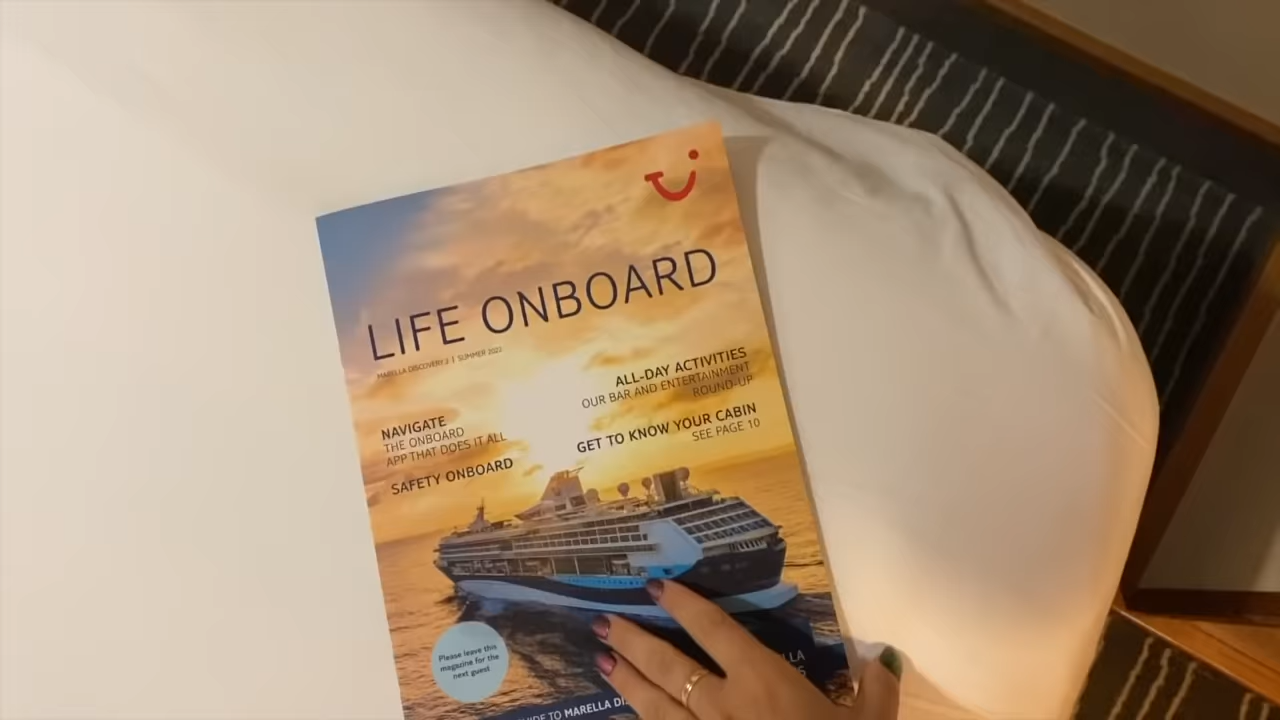 LIFE ONBOARD
MARELLA DISCOVERY 2 | SUMMER 2022
ALL-DAY ACTIVITIES
OUR BAR AND ENTERTAINMENT
ROUND-UP
NAVIGATE
THE ONBOARD
APP THAT DOES IT ALL
GET TO KNOW YOUR CABIN
SEE PAGE 10
SAFETY ONBOARD
Please leave this
magazine for the
next guest
TO MARELLA